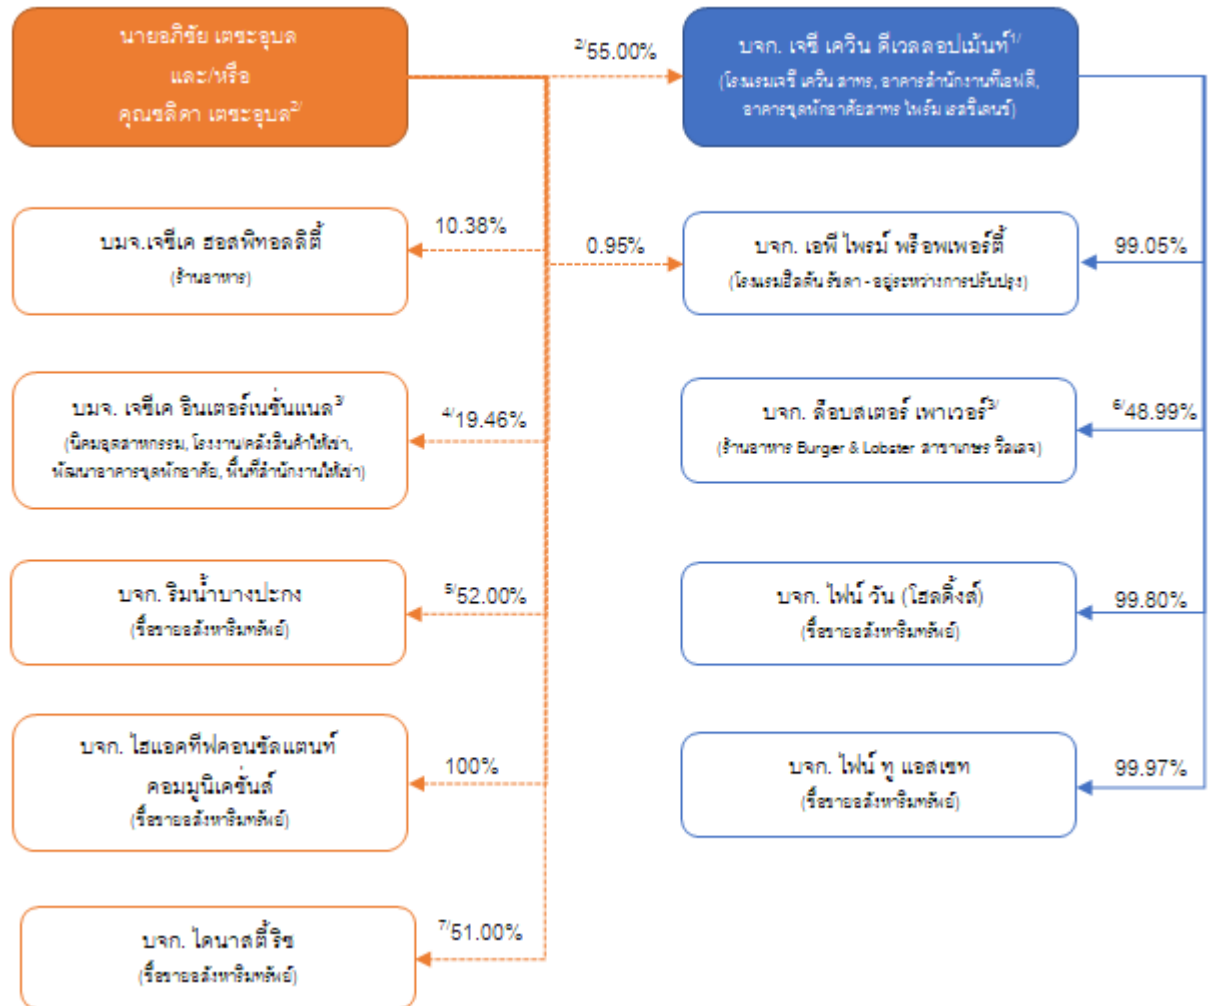 นายอภิชัย เตชะอุบล
และ/หรือ
คุณชลิดา เตชะอุบล2/
2/55.00%
บจก. เจซี เควิน ดีเวลลอปเม้นท์1/
(โรงแรมเจซี เควิน สาทร, อาคารสำนักงานทีเอฟดี,
อาคารชุดพักอาศัยสาทร ไพร์ม เรสซิเดนซ์)
บมจ.เจซีเค ฮอสพิทอลลิตี้
(ร้านอาหาร)
10.38%
0.95%
บจก. เอพี ไพรม์ พร็อพเพอร์ตี้
(โรงแรมฮิลตัน รัชดา - อยู่ระหว่างการปรับปรุง)
99.05%
บมจ. เจซีเค อินเตอร์เนชั่นแนล3/
(นิคมอุตสาหกรรม, โรงงาน/คลังสินค้าให้เช่า,
พัฒนาอาคารชุดพักอาศัย, พื้นที่สำนักงานให้เช่า)
4/19.46%
บจก. ล็อบสเตอร์ เพาเวอร์3/
(ร้านอาหาร Burger & Lobster สาขาเกษร วิลเลจ)
6/48.99%
บจก. ริมน้ำบางปะกง
(ซื้อขายอสังหาริมทรัพย์)
5/52.00%
บจก. ไฟน์ วัน (โฮลดิ้งส์)
(ซื้อขายอสังหาริมทรัพย์)
99.80%
บจก. ไฮแอคทีฟคอนซัลแตนท์
คอมมูนิเคชั่นส์
(ซื้อขายอสังหาริมทรัพย์)
100%
บจก. ไฟน์ ทู แอสเซท
(ซื้อขายอสังหาริมทรัพย์)
99.97%
บจก. ไดนาสตี้ ริช
(ซื้อขายอสังหาริมทรัพย์)
7/51.00%